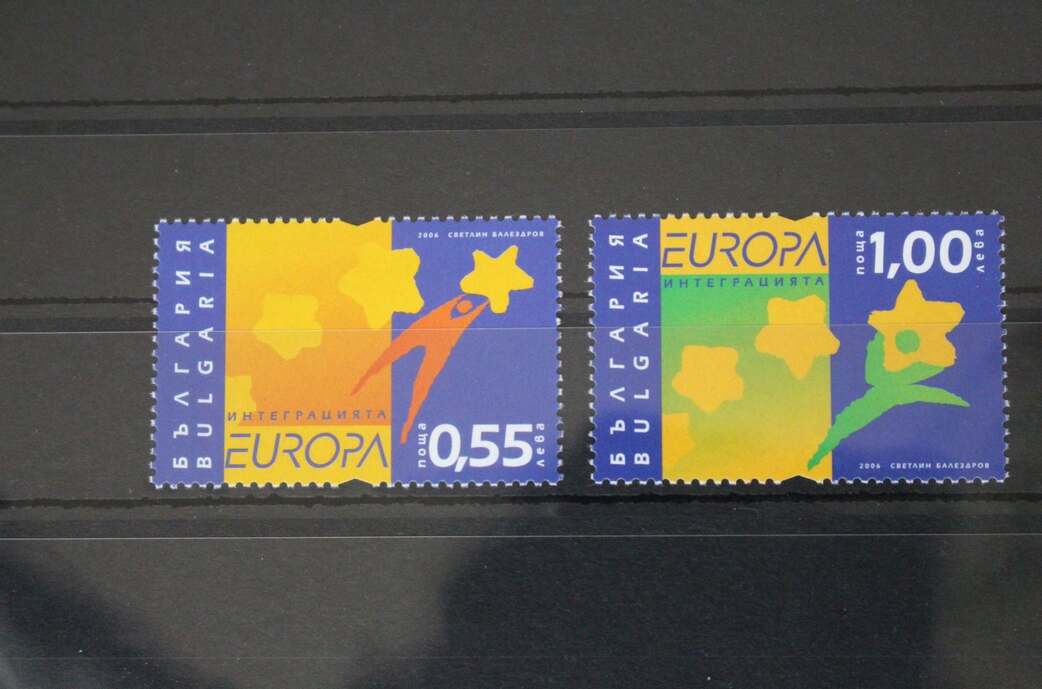 БЪЛГАРИЯ
BULGARIA
2006 СВЕТЛИН БАЛЕЗДРОВ
ИНТЕГРАЦИЯТА
EUROPA
поща 0,55 лева
БЪЛГАРИЯ
BULGARIA
EUROPA
ИНТЕГРАЦИЯТА
поща 1,00 лева
2006 СВЕТЛИН БАЛЕЗДРОВ